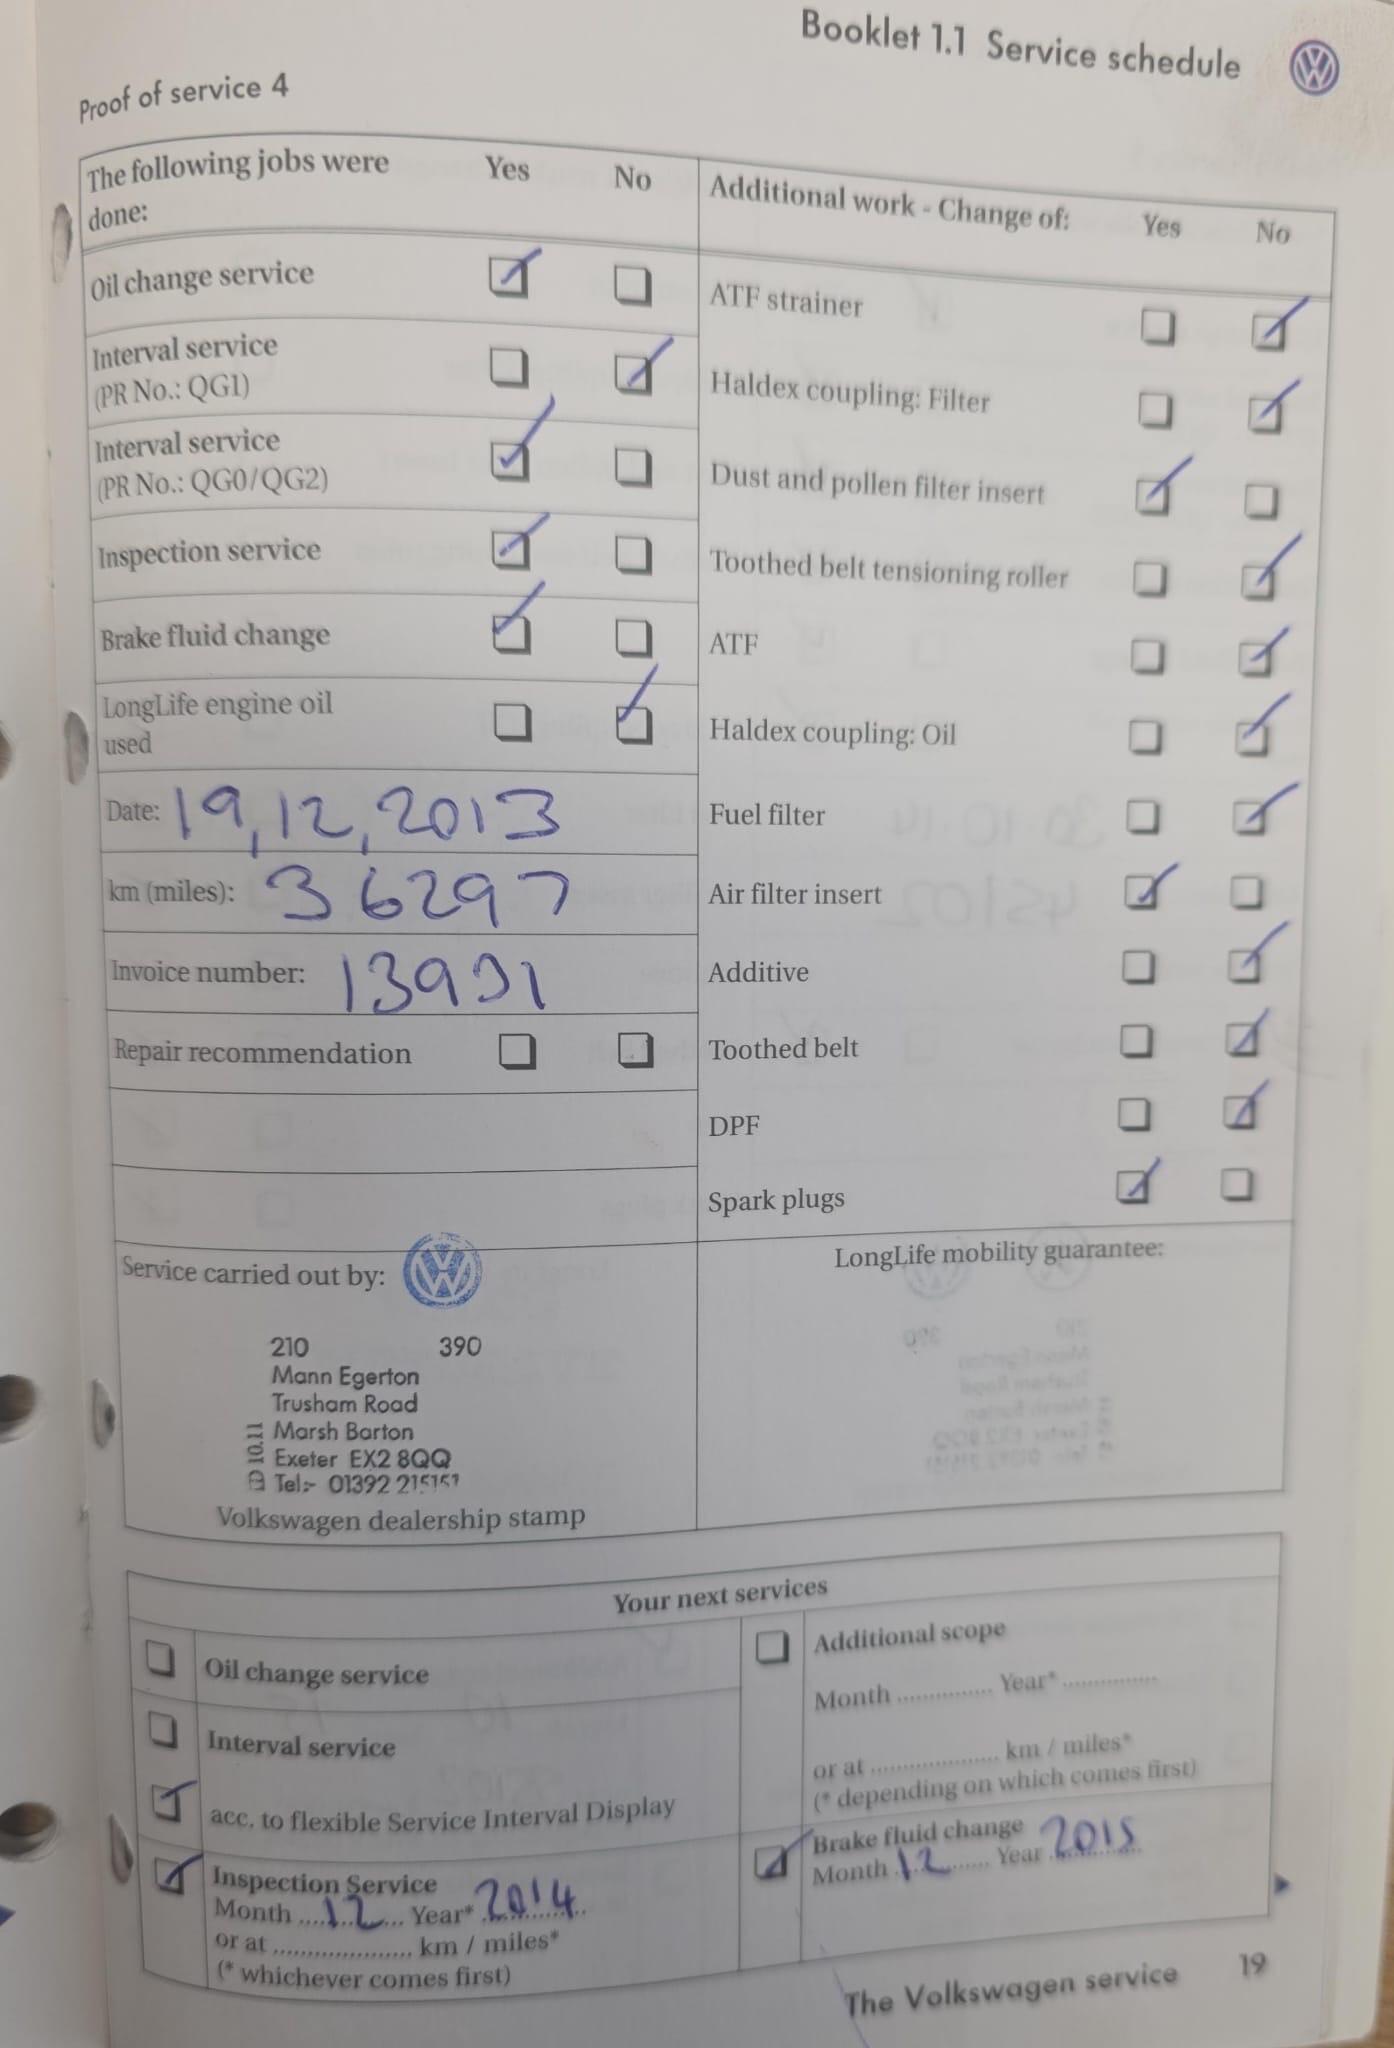 Booklet 1.1 Service schedule
Proof of service 4
The following jobs were done: Yes No
Oil change service
Interval service
(PR No.: QG1)
Interval service
(PR No.: QG0/QG2)
Inspection service
Brake fluid change
LongLife engine oil
used
Date: 19,12,2013
km (miles): 36297
Invoice number:
Repair recommendation
Additional work - Change of: Yes No
ATF strainer
Haldex coupling: Filter
Dust and pollen filter insert
Toothed belt tensioning roller
ATF
Haldex coupling: Oil
Fuel filter
Air filter insert
Additive
Toothed belt
DPF
Spark plugs
Service carried out by:
210 390
Mann Egerton
Trusham Road
Marsh Barton
Exeter EX2 8QQ
Tel:- 01392
10.11
Volkswagen dealership stamp
LongLife mobility guarantee:
Your next services
Oil change service
Interval service
acc. to flexible Service Interval Display
Inspection Service
Month ....12.... Year* 2014
or at .................... km / miles*
(* whichever comes first)
Additional scope
Month .............. Year* ..............
or at ................... km / miles*
(* depending on which comes first)
Brake fluid change
Month 12 Year 2015
The Volkswagen service 19